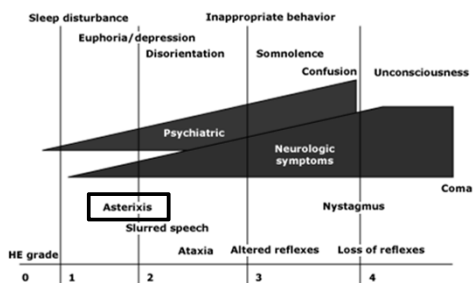 Sleep disturbance
Inappropriate behavior
Euphoria/depression
Disorientation
Somnolence
Confusion
Unconsciousness
Psychiatric
Neurologic
symptoms
Coma
Asterixis
Nystagmus
Slurred speech
Ataxia
Altered reflexes
Loss of reflexes
HE grade
0 1 2 3 4